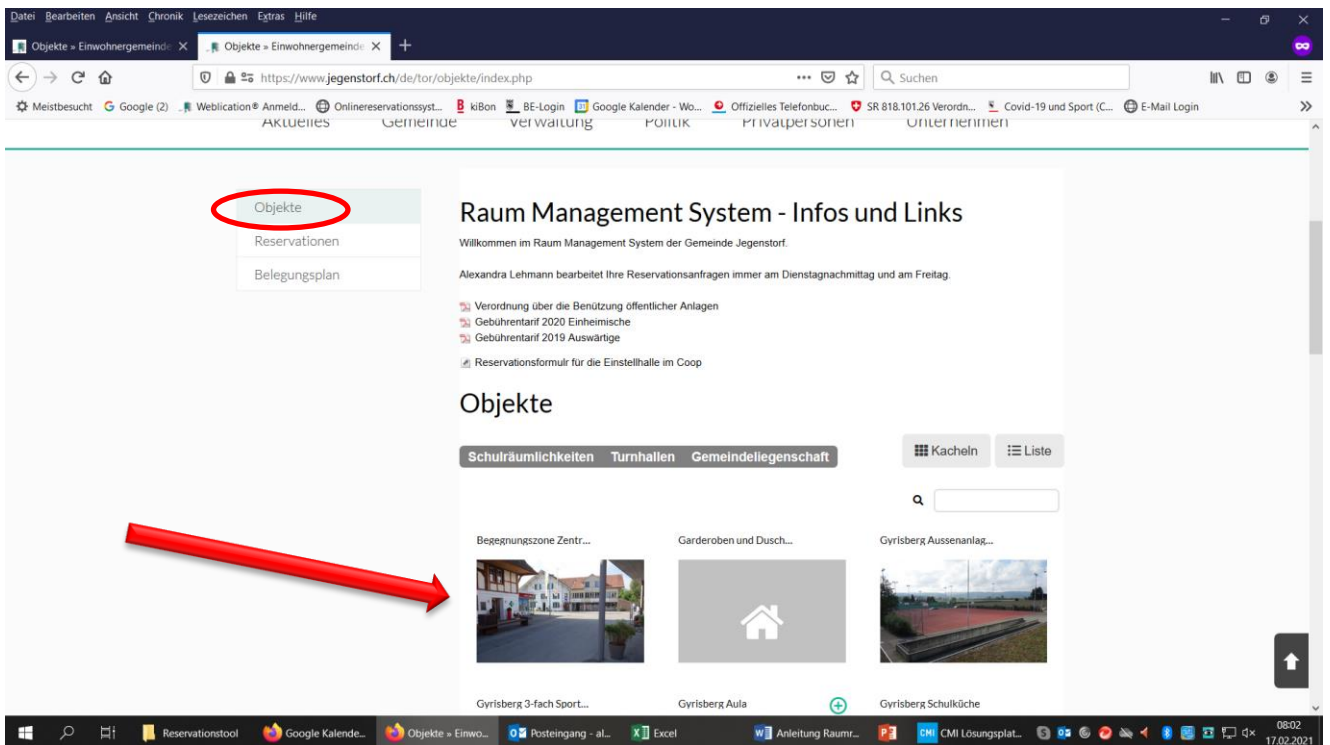 Datei Bearbeiten Ansicht Chronik Lesezeichen Extras Hilfe
Objekte » Einwohnergemeinde
Objekte » Einwohnergemeinde
https://www.jegenstorf.ch/de/tor/objekte/index.php
Suchen
Meistbesucht Google (2) Weblication® Anmeld... Onlinereservationssyst... kiBon BE-Login Google Kalender - Wo... Offizielles Telefonbuc... SR 818.101.26 Verordn... Covid-19 und Sport (C... E-Mail Login
Aktuelles Gemeinde Verwaltung Politik Privatpersonen Unternehmen
Objekte
Reservationen
Belegungsplan
Raum Management System - Infos und Links
Willkommen im Raum Management System der Gemeinde Jegenstorf.
Alexandra Lehmann bearbeitet Ihre Reservationsanfragen immer am Dienstagnachmittag und am Freitag.
Verordnung über die Benützung öffentlicher Anlagen
Gebührentarif 2020 Einheimische
Gebührentarif 2019 Auswärtige
Reservationsformulr für die Einstellhalle im Coop
Objekte
Schulräumlichkeiten Turnhallen Gemeindeliegenschaft
Kacheln Liste
Begegnungszone Zentr... Garderoben und Dusch... Gyrisberg Aussenanlag...
Gyrisberg 3-fach Sport... Gyrisberg Aula Gyrisberg Schulküche
Reservationstool Google Kalende... Objekte » Einwo... Posteingang - al... Excel Anleitung Raumr... CMI Lösungsplat...
08:02
17.02.2021